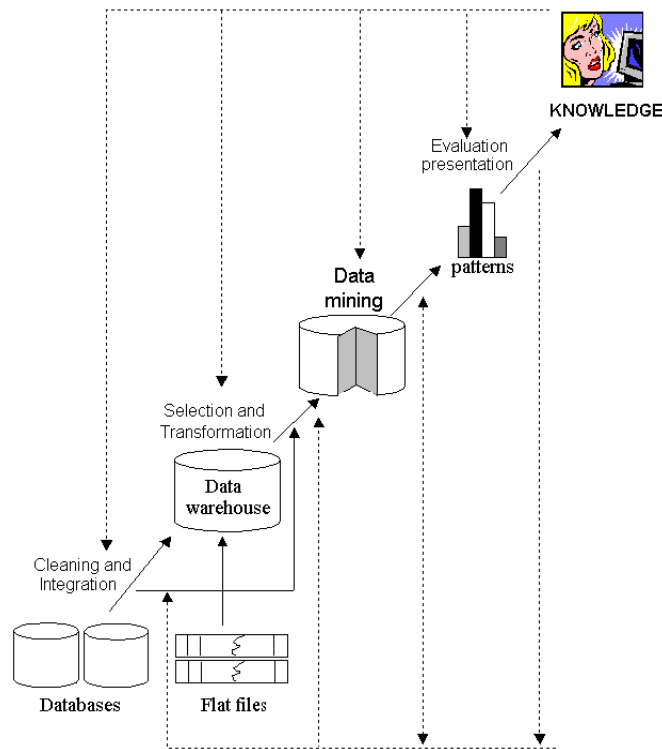 KNOWLEDGE
Evaluation
presentation
patterns
Data
mining
Selection and
Transformation
Data
warehouse
Cleaning and
Integration
Databases
Flat files